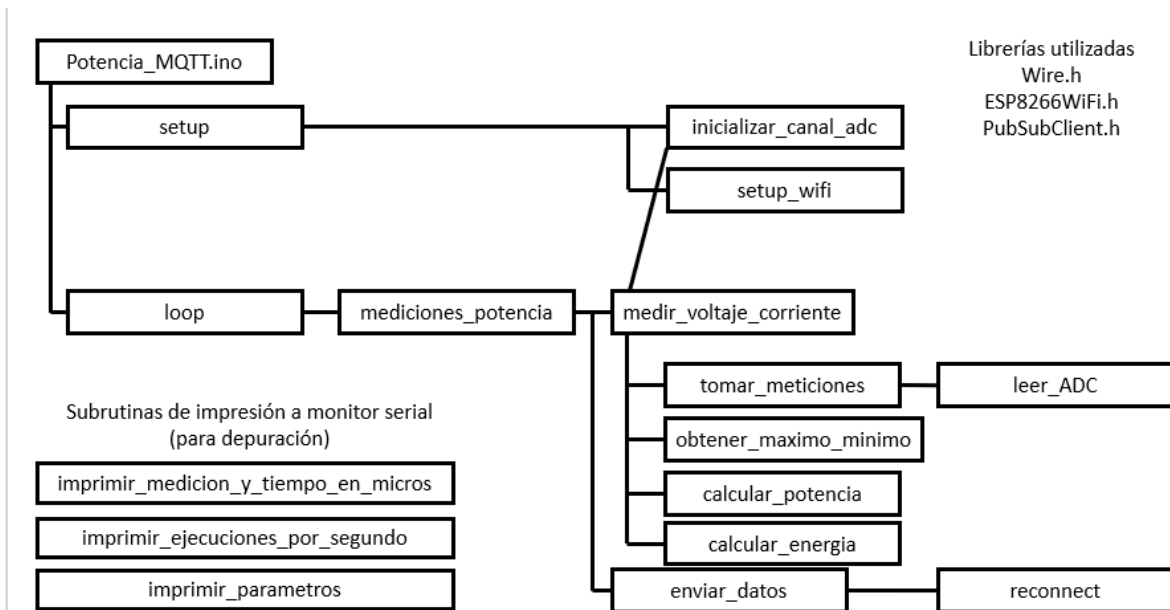 Potencia_MQTT.ino
Librerías utilizadas
Wire.h
ESP8266WiFi.h
PubSubClient.h
setup
inicializar_canal_adc
setup_wifi
loop
mediciones_potencia
medir_voltaje_corriente
tomar_meticiones
leer_ADC
obtener_maximo_minimo
calcular_potencia
calcular_energia
enviar_datos
reconnect
Subrutinas de impresión a monitor serial
(para depuración)
imprimir_medicion_y_tiempo_en_micros
imprimir_ejecuciones_por_segundo
imprimir_parametros